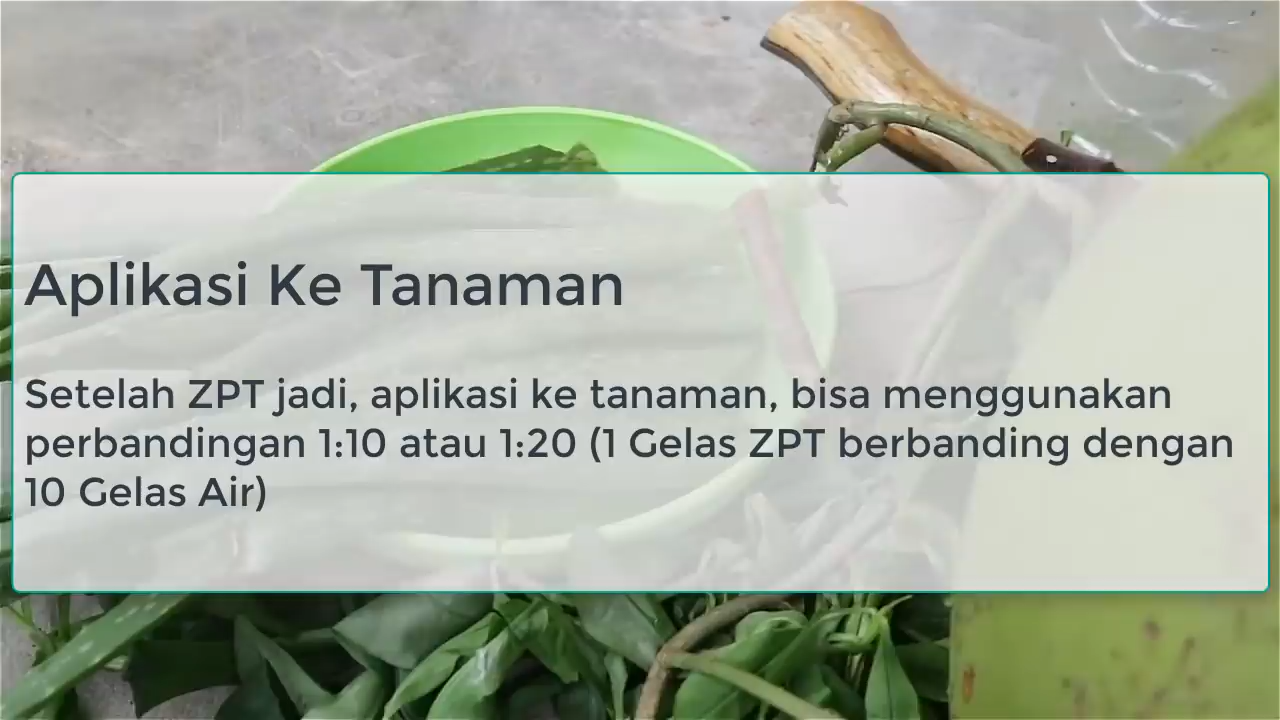 Aplikasi Ke Tanaman
Setelah ZPT jadi, aplikasi ke tanaman, bisa menggunakan
perbandingan 1:10 atau 1:20 (1 Gelas ZPT berbanding dengan
10 Gelas Air)